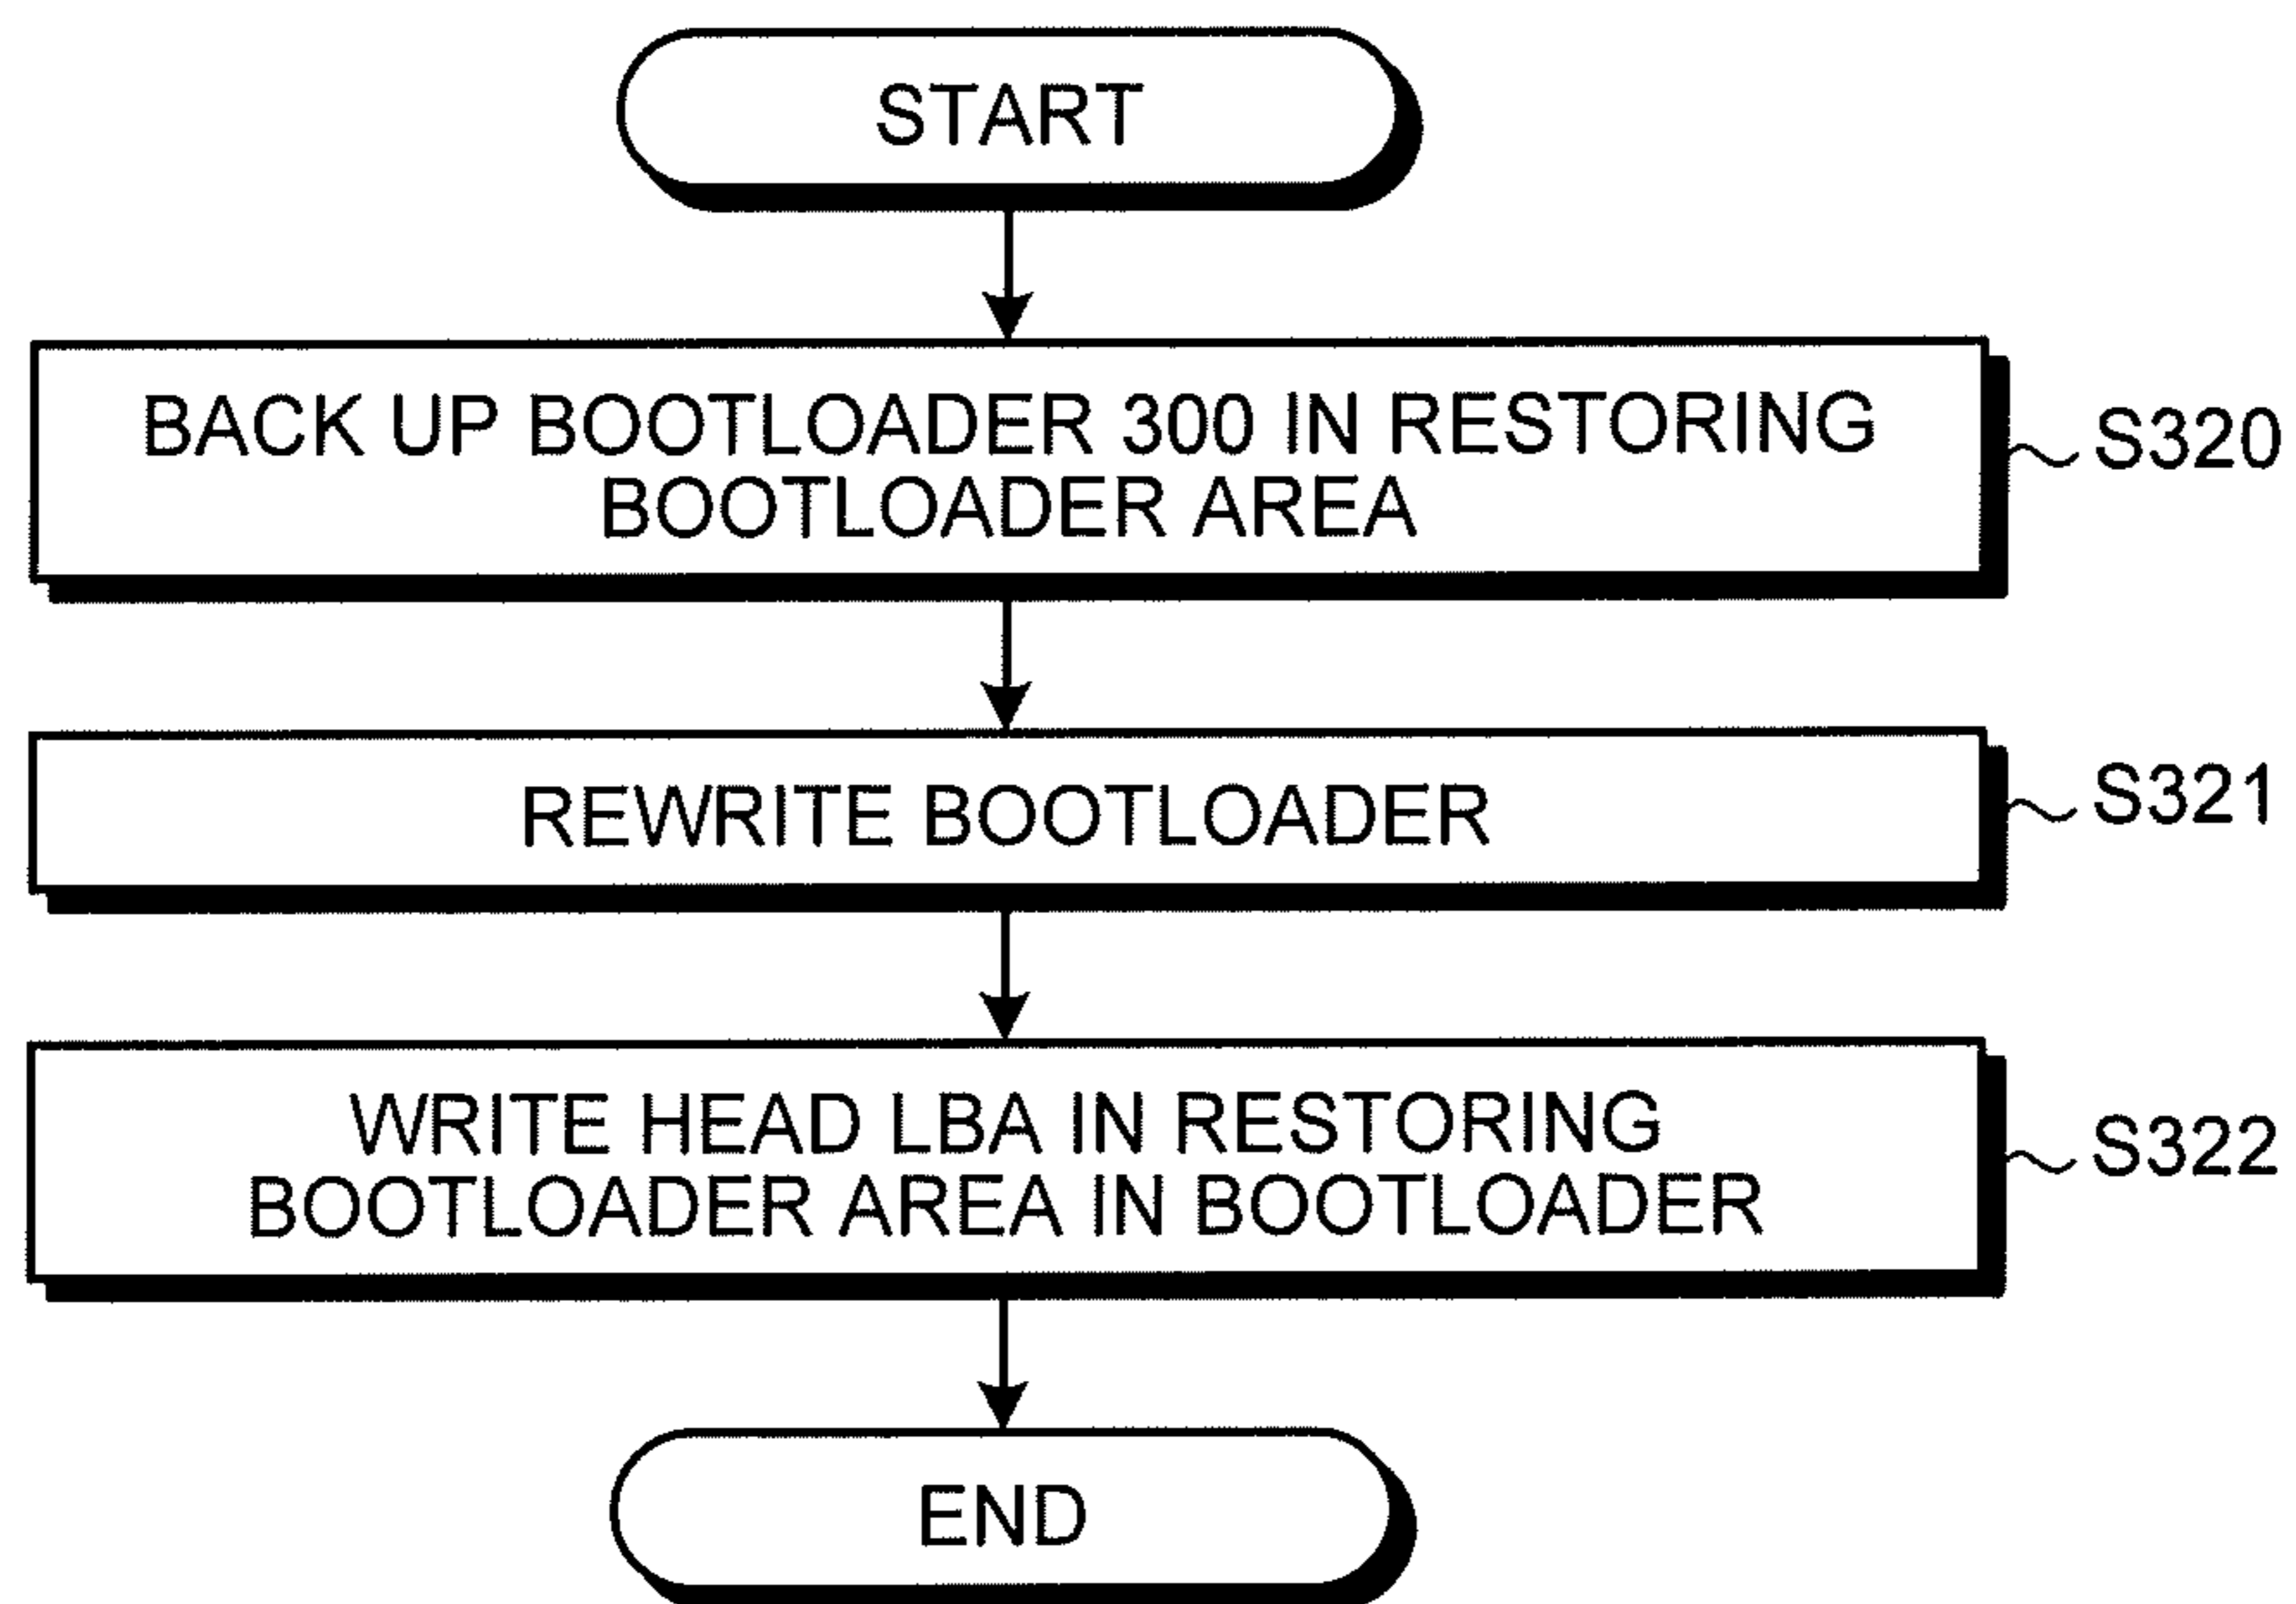 START
BACK UP BOOTLOADER 300 IN RESTORING
BOOTLOADER AREA
S320
REWRITE BOOTLOADER
S321
WRITE HEAD LBA IN RESTORING
BOOTLOADER AREA IN BOOTLOADER
S322
END